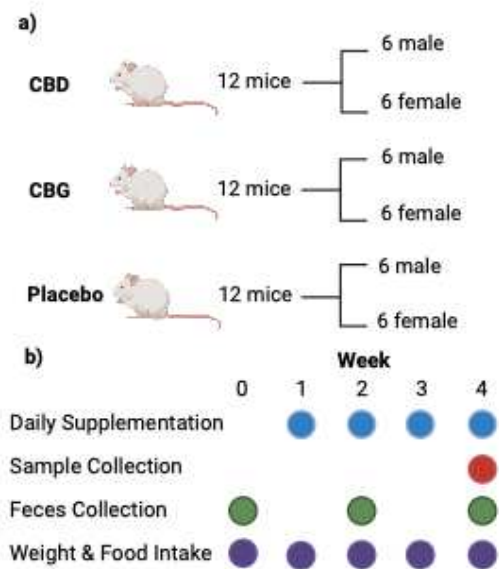 a)
6 male
CBD 12 mice
6 female
6 male
CBG 12 mice
6 female
6 male
Placebo 12 mice
6 female
b) Week
0 1 2 3 4
Daily Supplementation
Sample Collection
Feces Collection
Weight & Food Intake